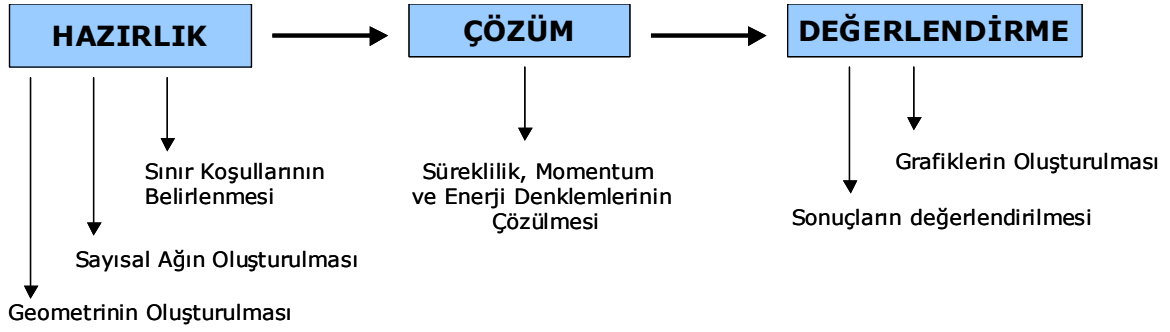 HAZIRLIK
ÇÖZÜM
DEĞERLENDİRME
Sınır Koşullarının
Belirlenmesi
Sayısal Ağın Oluşturulması
Geometrinin Oluşturulması
Süreklilik, Momentum
ve Enerji Denklemlerinin
Çözülmesi
Grafiklerin Oluşturulması
Sonuçların değerlendirilmesi